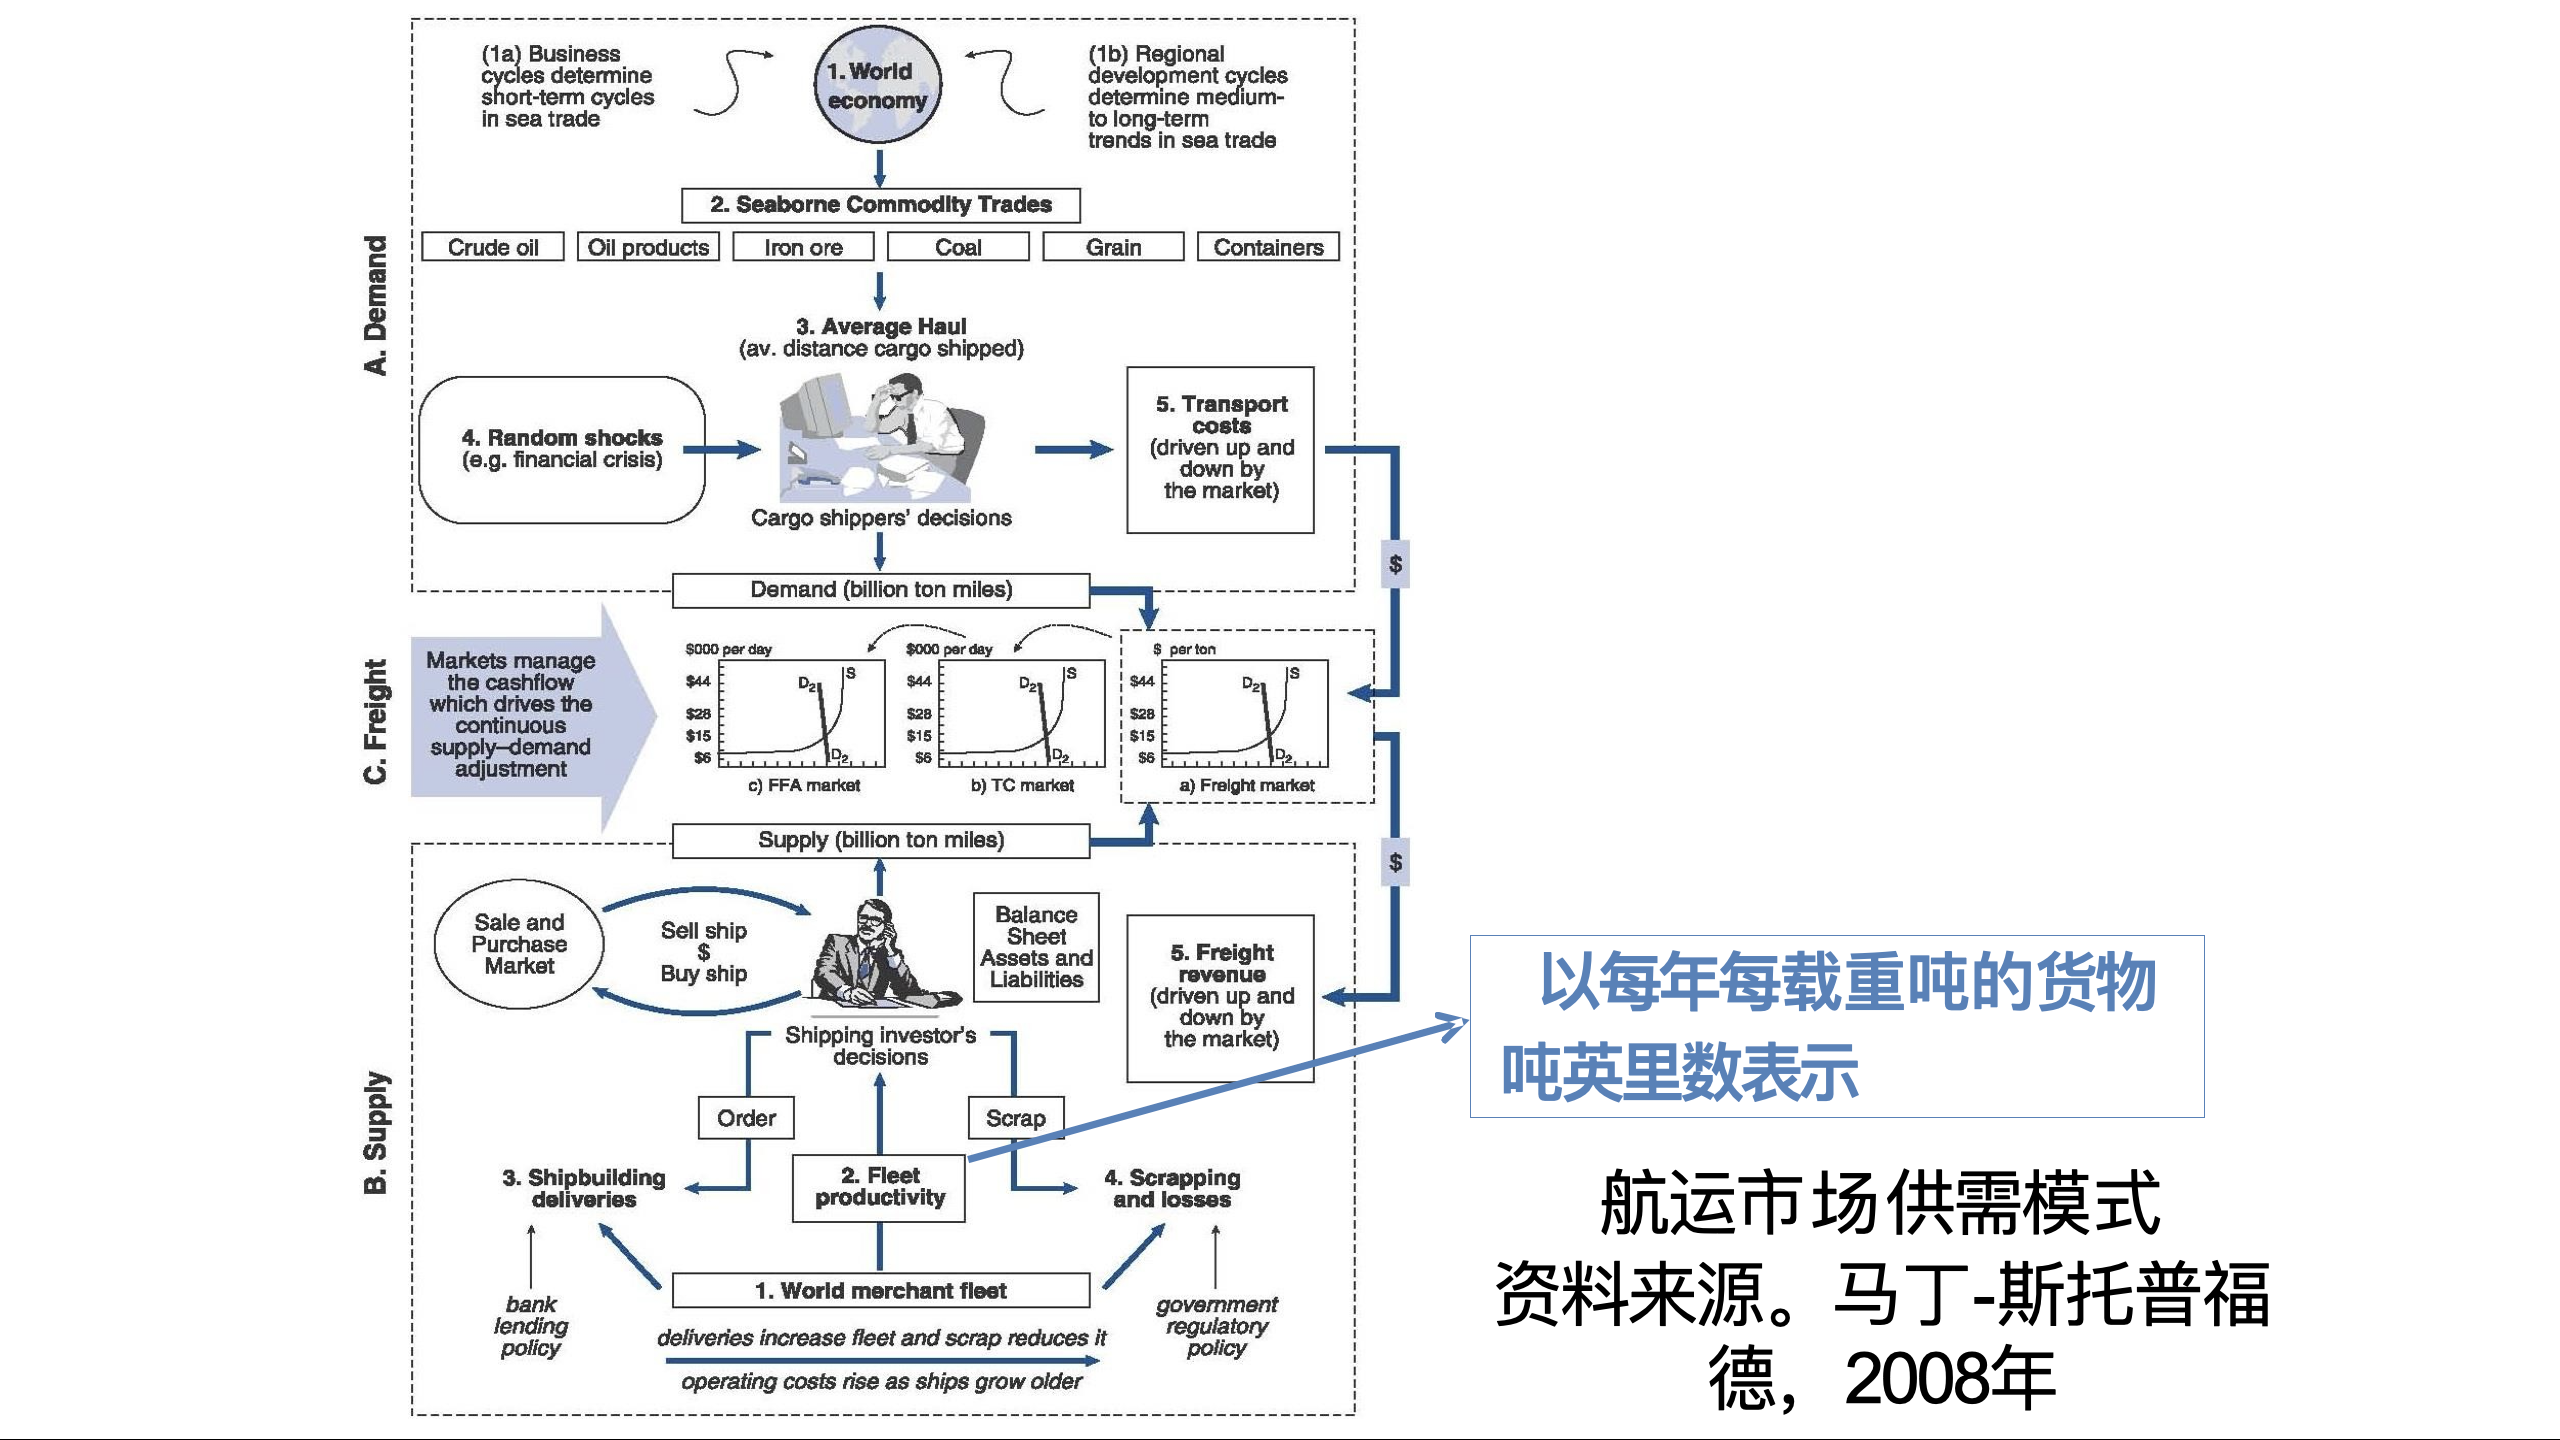 (1a) Business
cycles determine
short-term cycles
in sea trade
1. World
economy
(1b) Regional
development cycles
determine medium-
to long-term
trends in sea trade
2. Seaborne Commodity Trades
Crude oil
Oil products
Iron ore
Coal
Grain
Containers
A. Demand
3. Average Haul
(av. distance cargo shipped)
4. Random shocks
(e.g. financial crisis)
Cargo shippers' decisions
5. Transport
costs
(driven up and
down by
the market)
$
Demand (billion ton miles)
C. Freight
Markets manage
the cashflow
which drives the
continuous
supply–demand
adjustment
$000 per day
$44
$28
$15
$6
D2
S
D2
c) FFA market
$000 per day
$44
$28
$15
$6
D2
S
D2
b) TC market
$ per ton
$44
$28
$15
$6
D2
S
D2
a) Freight market
Supply (billion ton miles)
$
B. Supply
Sale and
Purchase
Market
Sell ship
$
Buy ship
Balance
Sheet
Assets and
Liabilities
5. Freight
revenue
(driven up and
down by
the market)
Shipping investor's
decisions
Order
Scrap
3. Shipbuilding
deliveries
2. Fleet
productivity
4. Scrapping
and losses
1. World merchant fleet
bank
lending
policy
government
regulatory
policy
deliveries increase fleet and scrap reduces it
operating costs rise as ships grow older
以每年每载重吨的货物
吨英里数表示
航运市场供需模式
资料来源。马丁-斯托普福
德，2008年